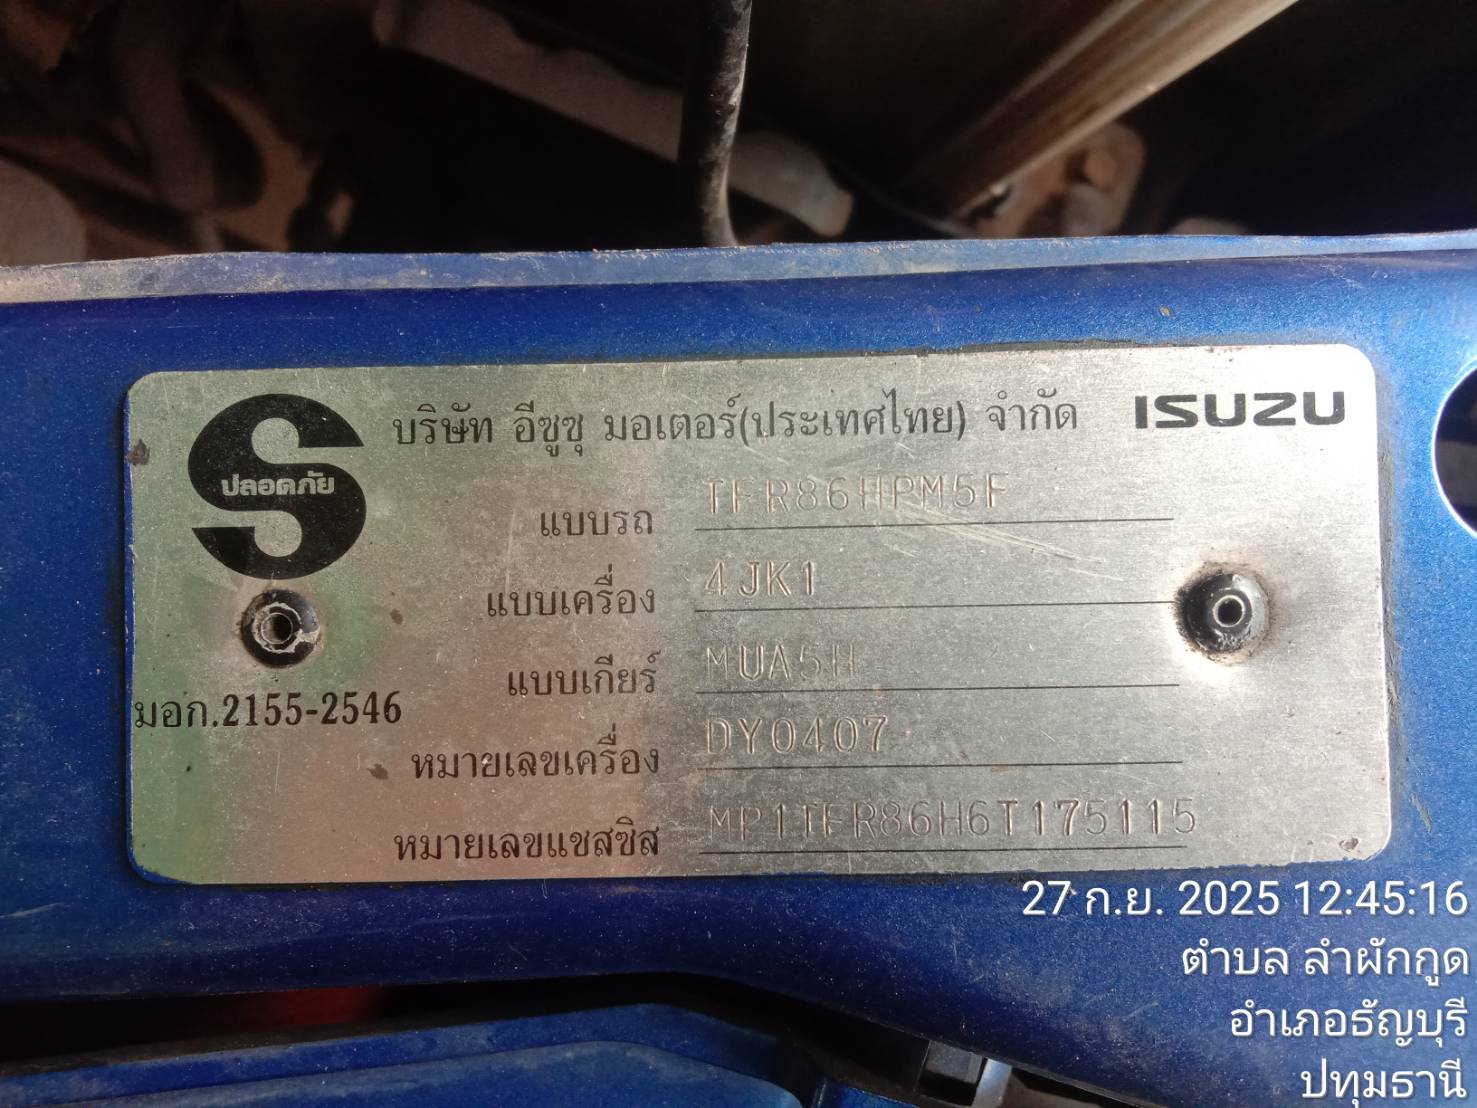 บริษัท อีซูซุ มอเตอร์(ประเทศไทย) จำกัด ISUZU
ปลอดภัย
แบบรถ TFR86HPM5F
แบบเครื่อง 4JK1
แบบเกียร์ MUA5H
มอก.2155-2546
หมายเลขเครื่อง DY0407
หมายเลขแชสซิส MP1TFR86H6T175115
27 ก.ย. 2025 12:45:16
ตำบล ลำผักกูด
อำเภอธัญบุรี
ปทุมธานี